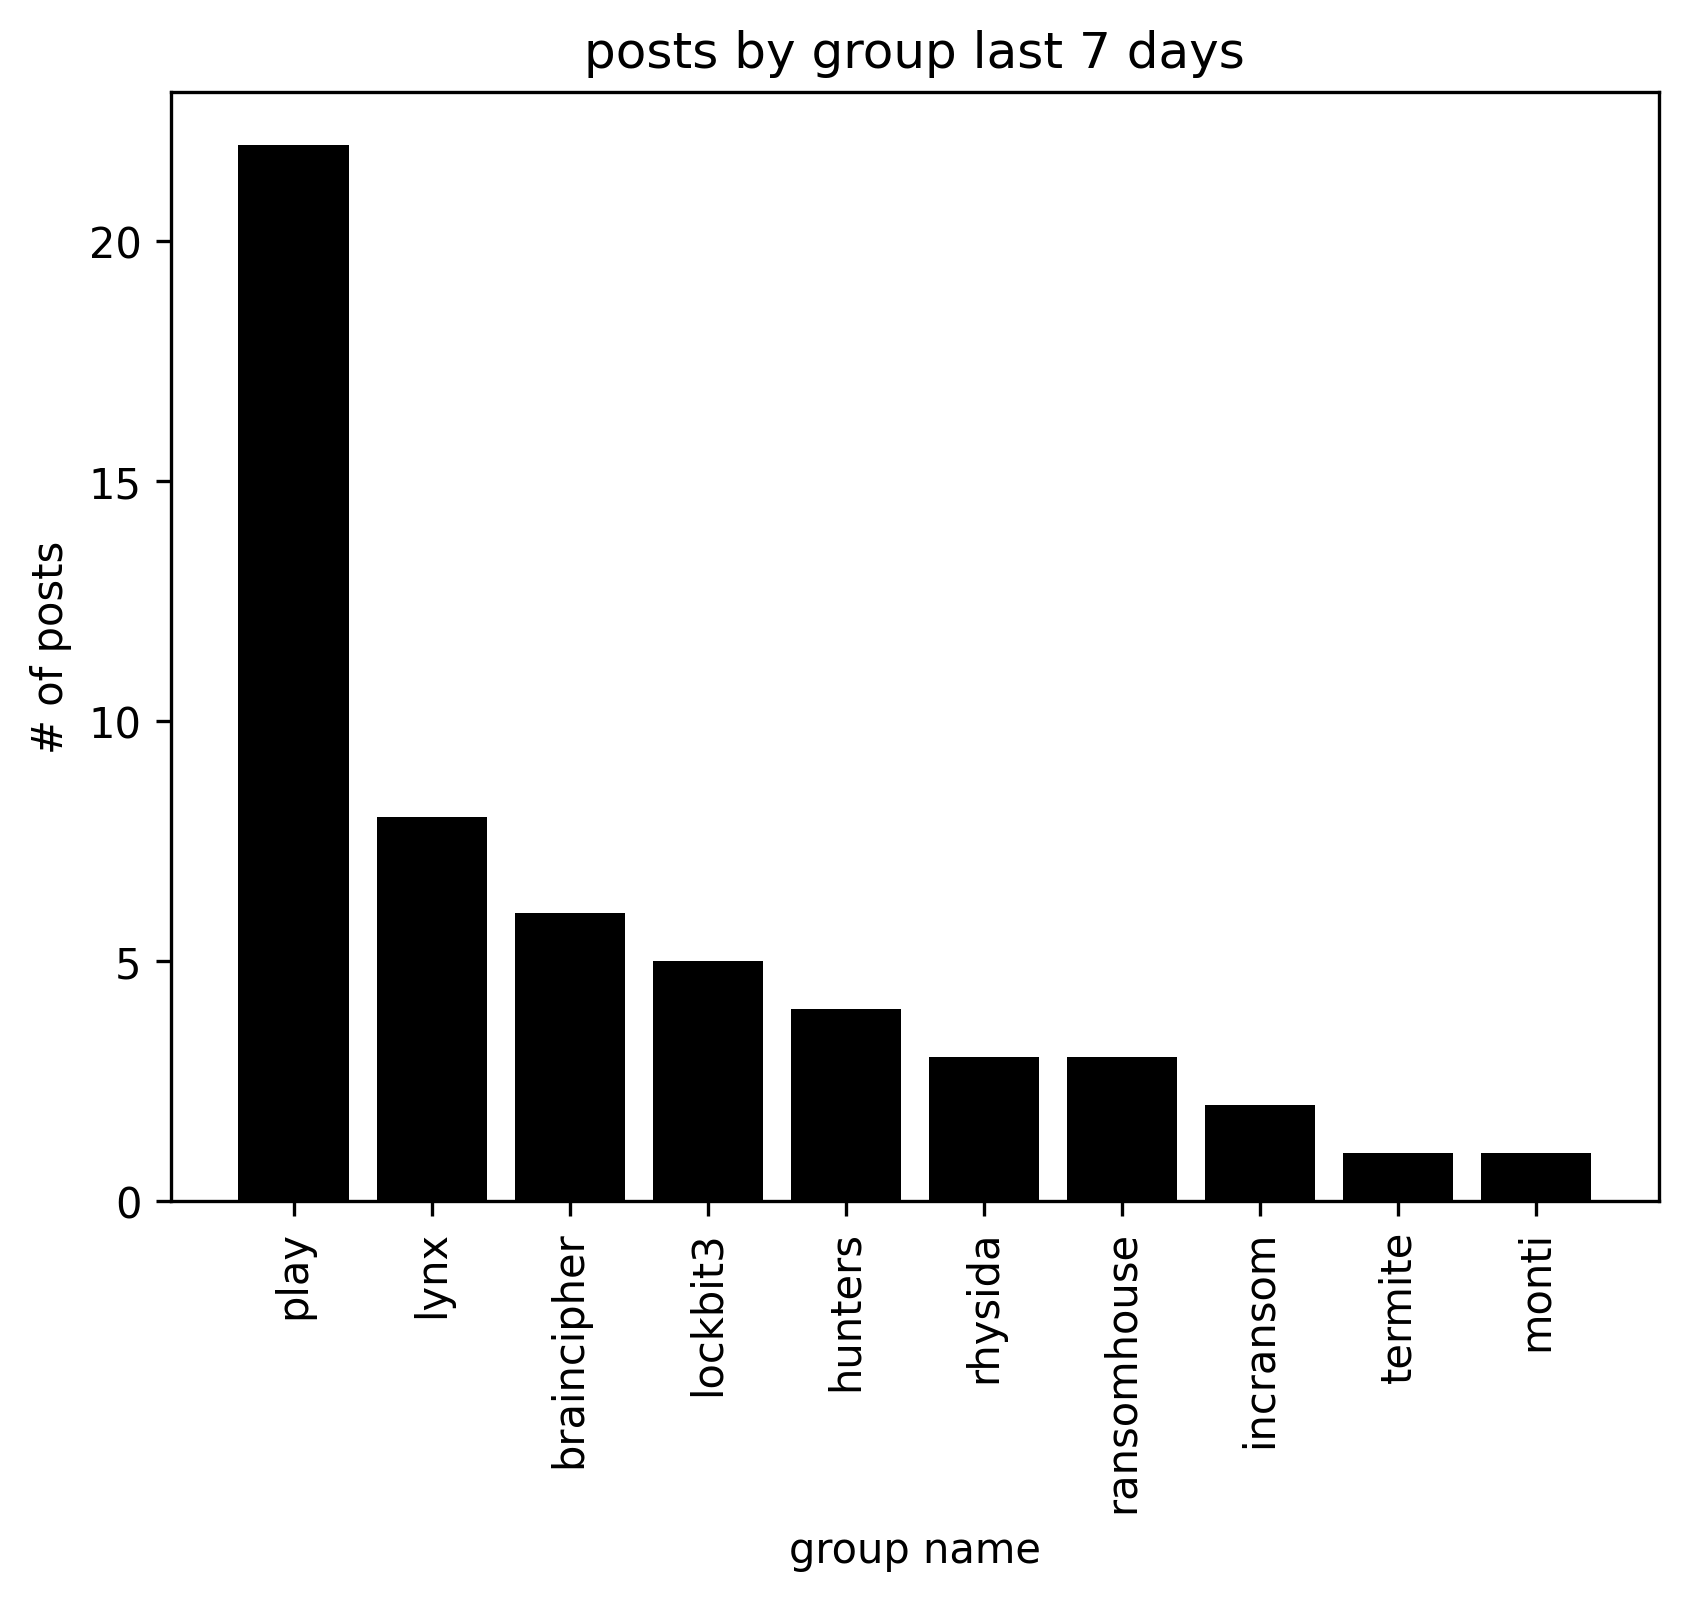 posts by group last 7 days
# of posts
20
15
10
5
0
play
lynx
braincipher
lockbit3
hunters
rhysida
ransomhouse
incransom
termite
monti
group name